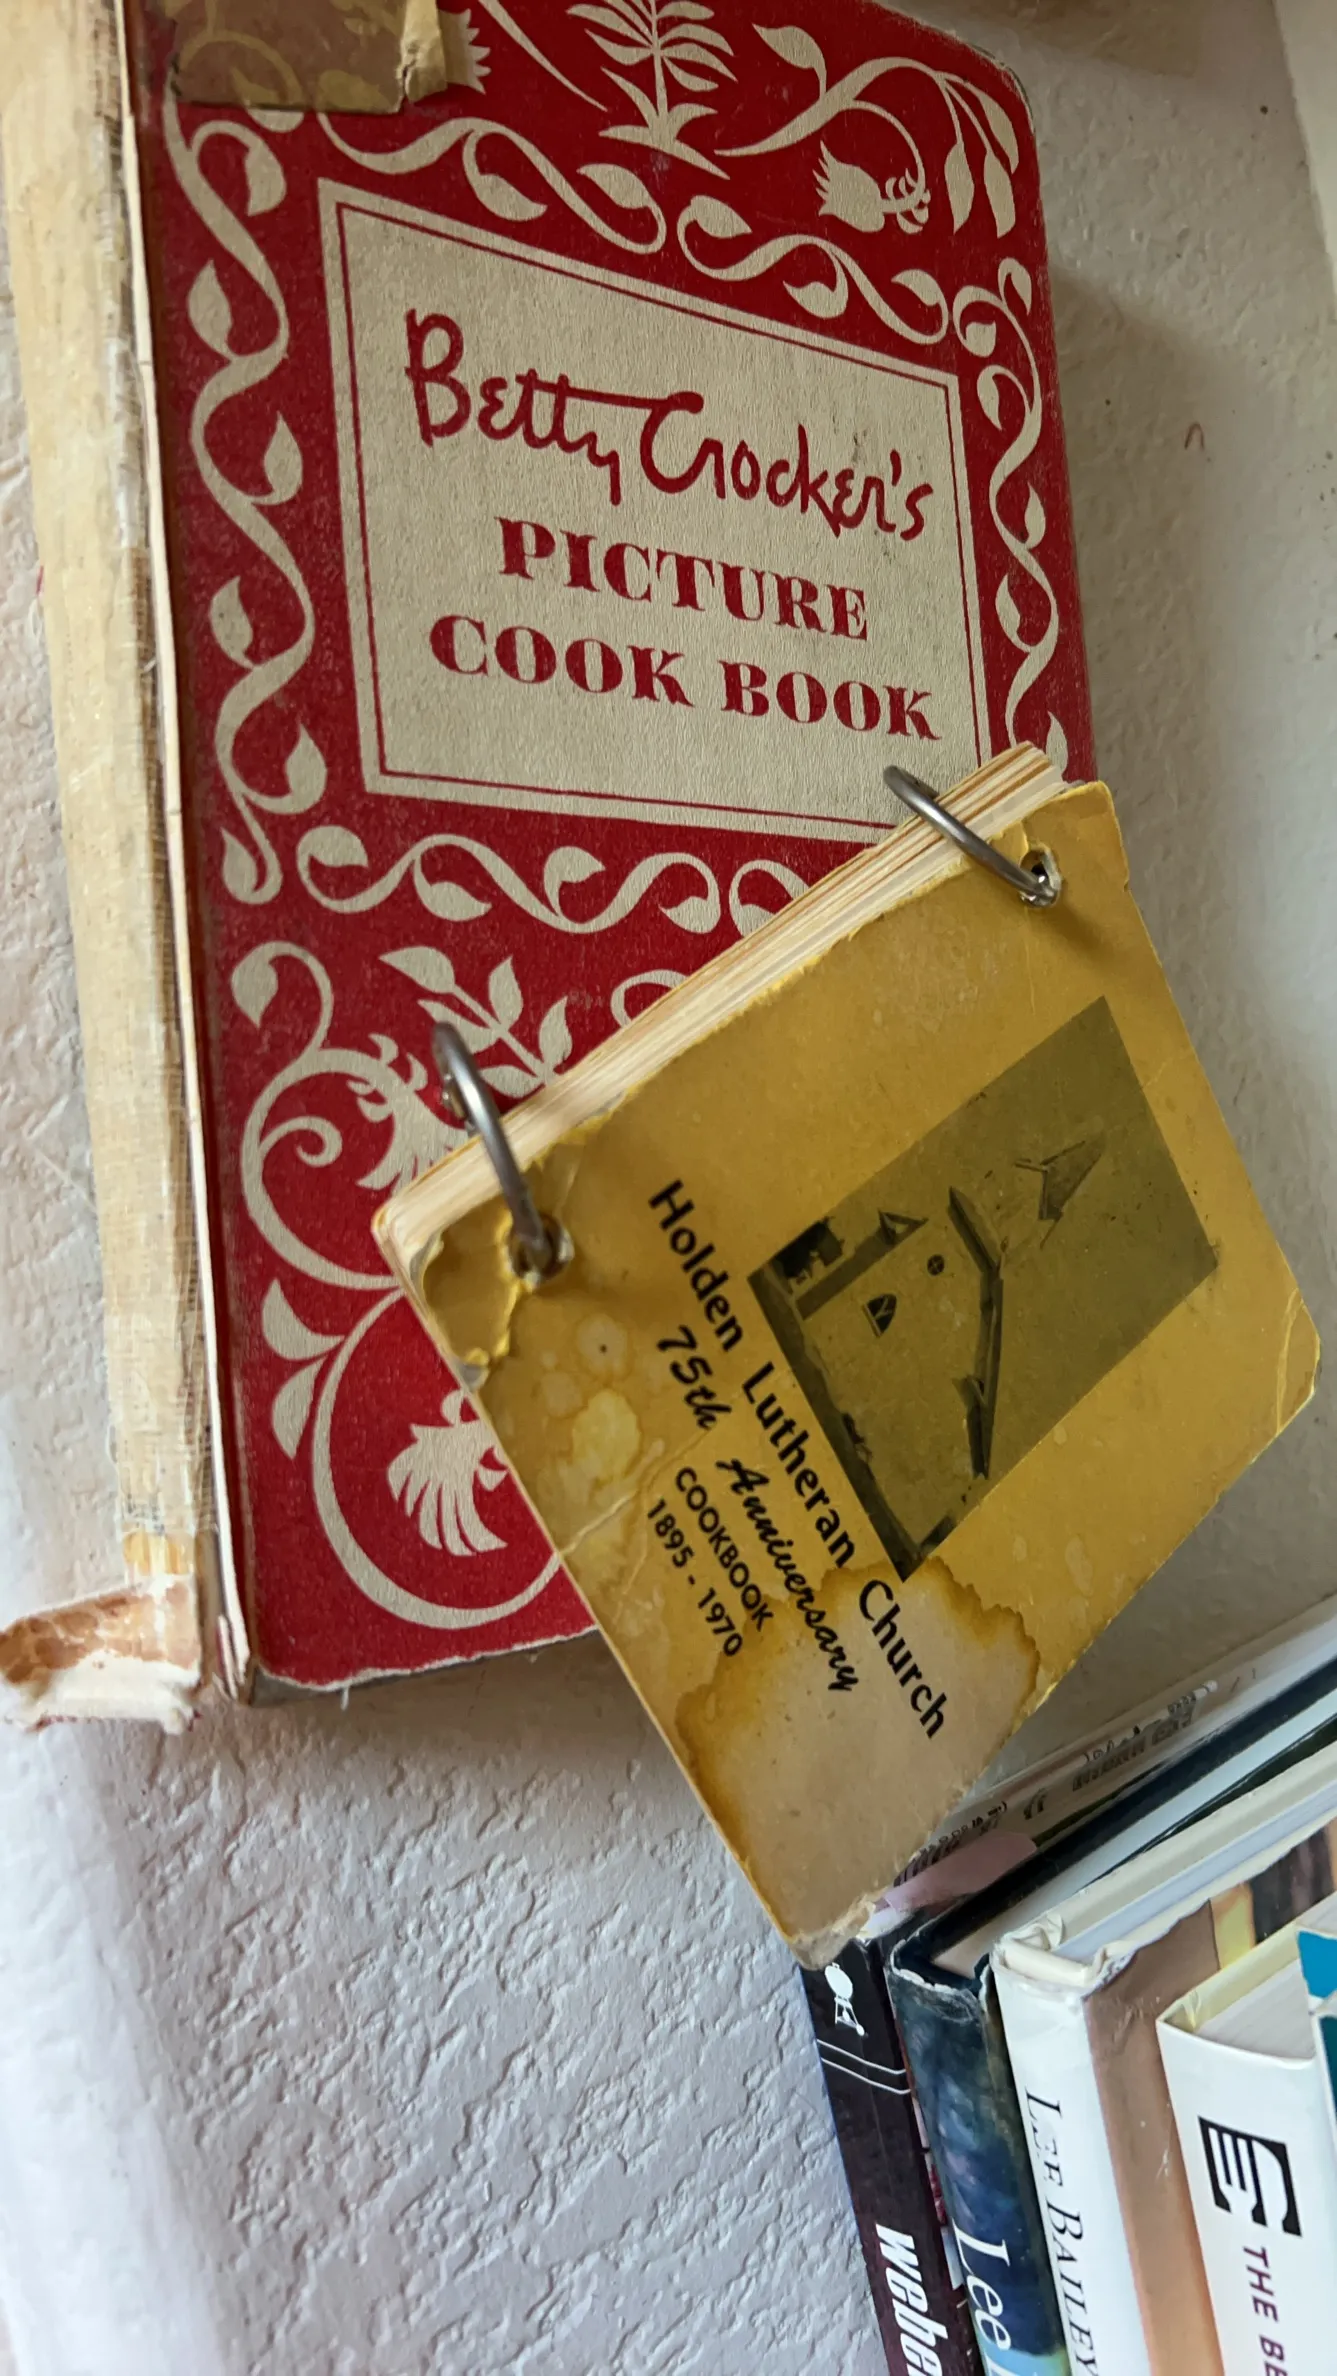 Betty Crocker's
PICTURE
COOK BOOK
Holden Lutheran Church
75th Anniversary
COOKBOOK
1895 - 1970
Lee
LEE BAILEY
E
THE